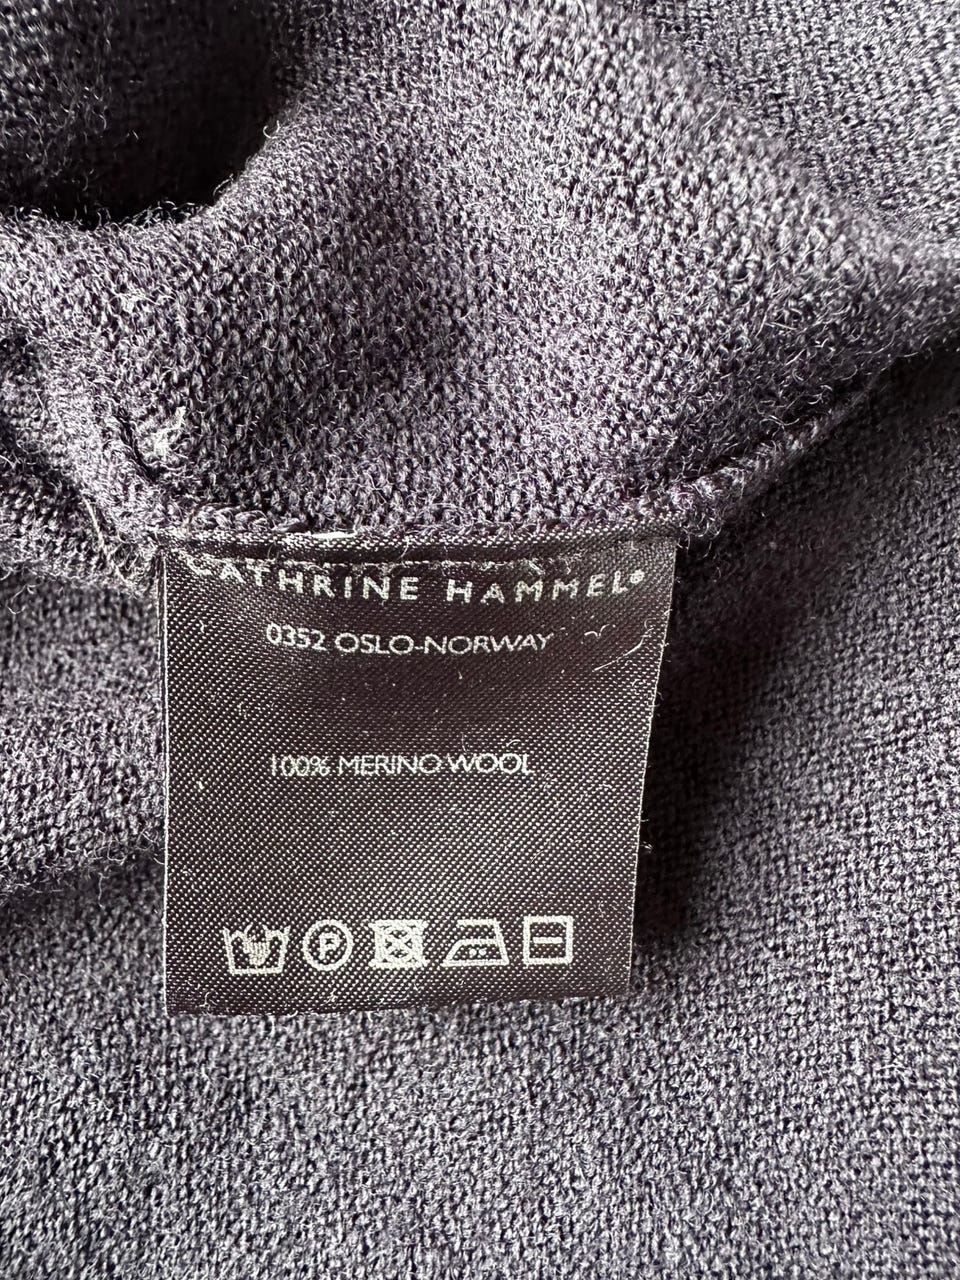 CATHRINE HAMMEL®
0352 OSLO-NORWAY
100% MERINO WOOL
P